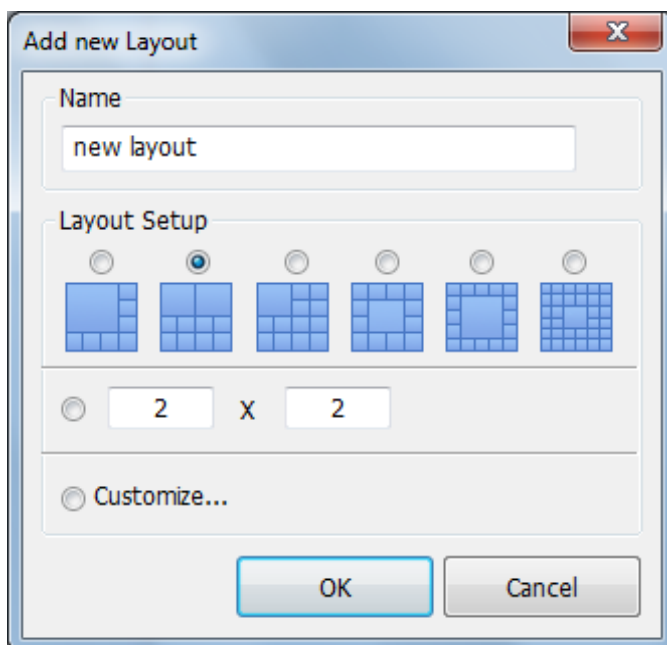 Add new Layout
Name
new layout
Layout Setup
2 X 2
Customize...
OK Cancel